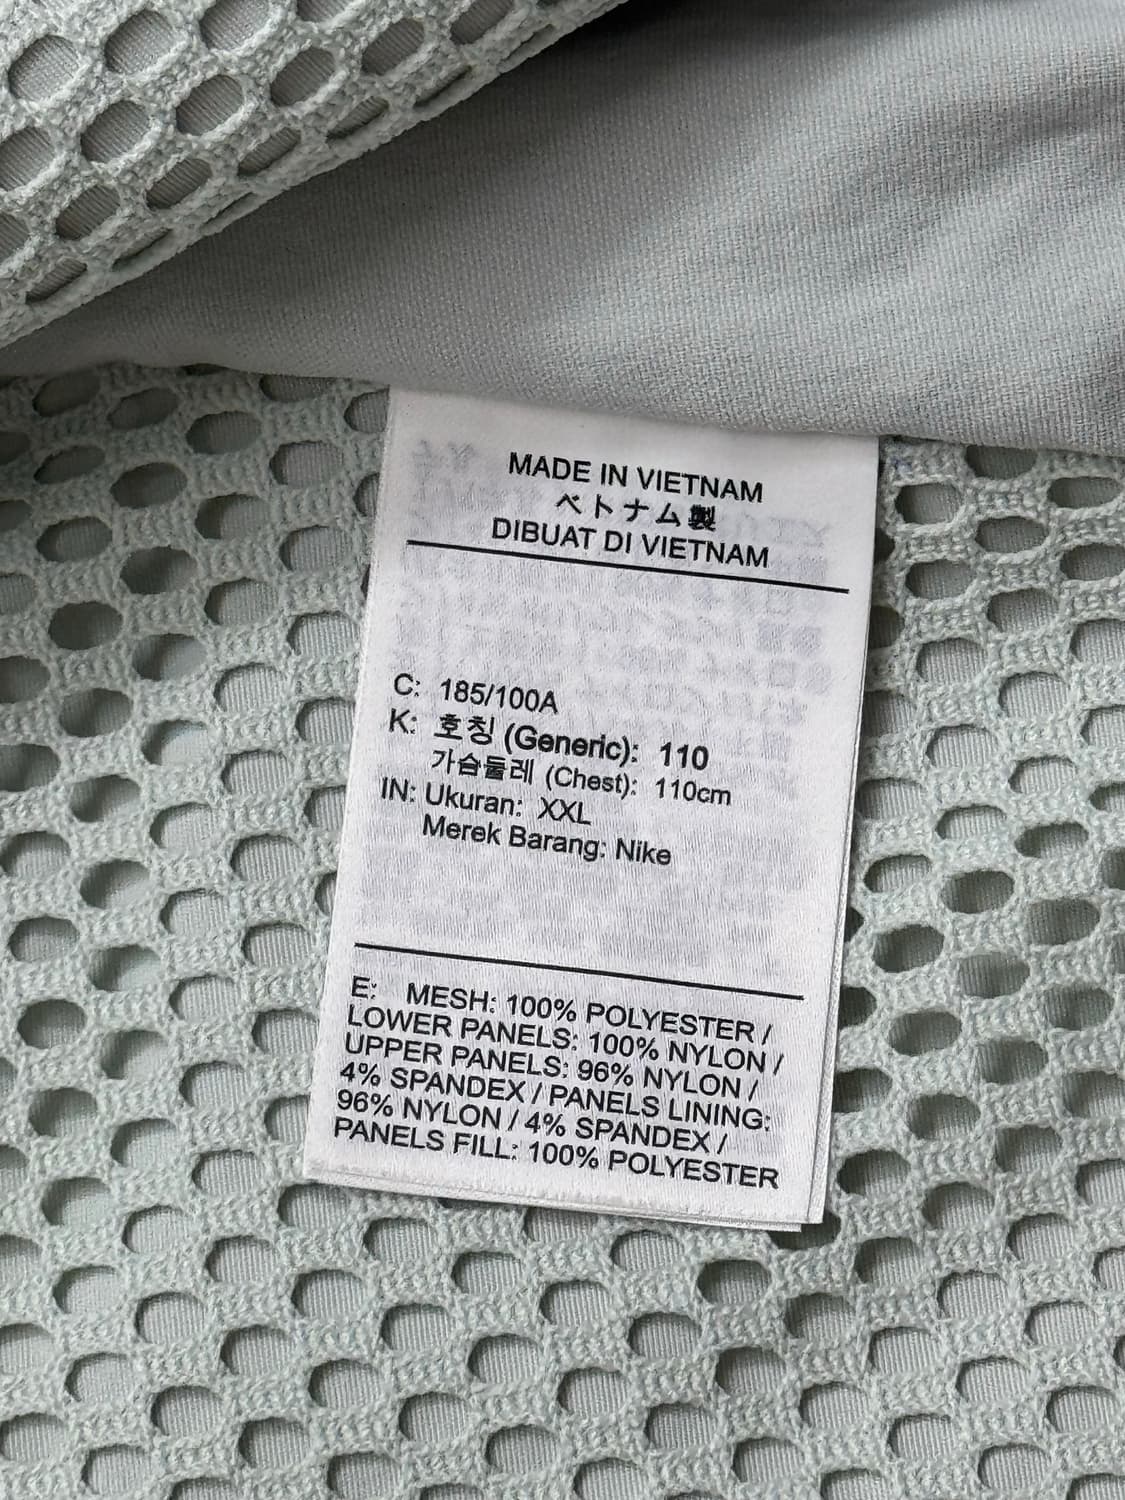 MADE IN VIETNAM
ベトナム製
DIBUAT DI VIETNAM
C: 185/100A
K: 호칭 (Generic): 110
가슴둘레 (Chest): 110cm
IN: Ukuran: XXL
Merek Barang: Nike
E: MESH: 100% POLYESTER /
LOWER PANELS: 100% NYLON /
UPPER PANELS: 96% NYLON /
4% SPANDEX / PANELS LINING:
96% NYLON / 4% SPANDEX /
PANELS FILL: 100% POLYESTER